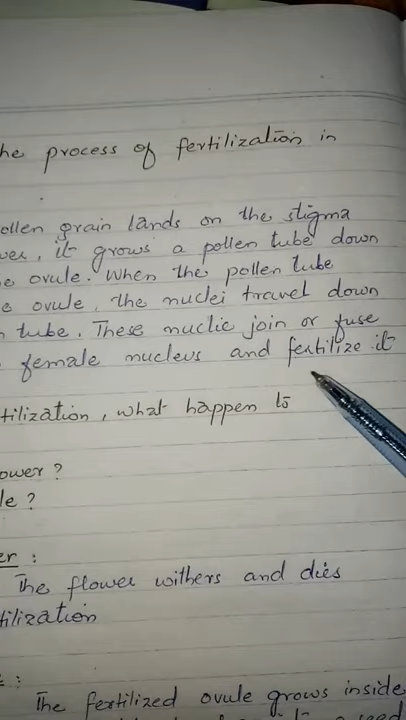 he process of fertilization in
ollen grain lands on the stigma
wer, it grows a pollen tube down
e ovule. When the pollen tube
e ovule, the nuclei travel down
n tube. These nuclic join or fuse
female nucleus and fertilize it
tilization, what happen to
ower?
le?
er:
The flower withers and dies
tilization
:
The fertilized ovule grows inside